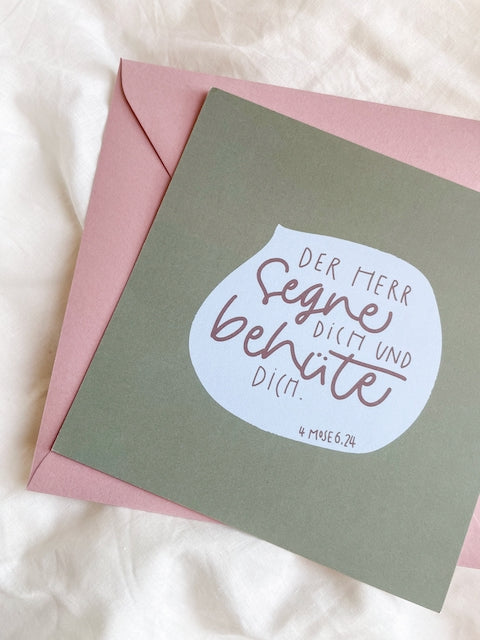 DER HERR
segne
DICH UND
behüte
DICH.
4 MOSE 6,24